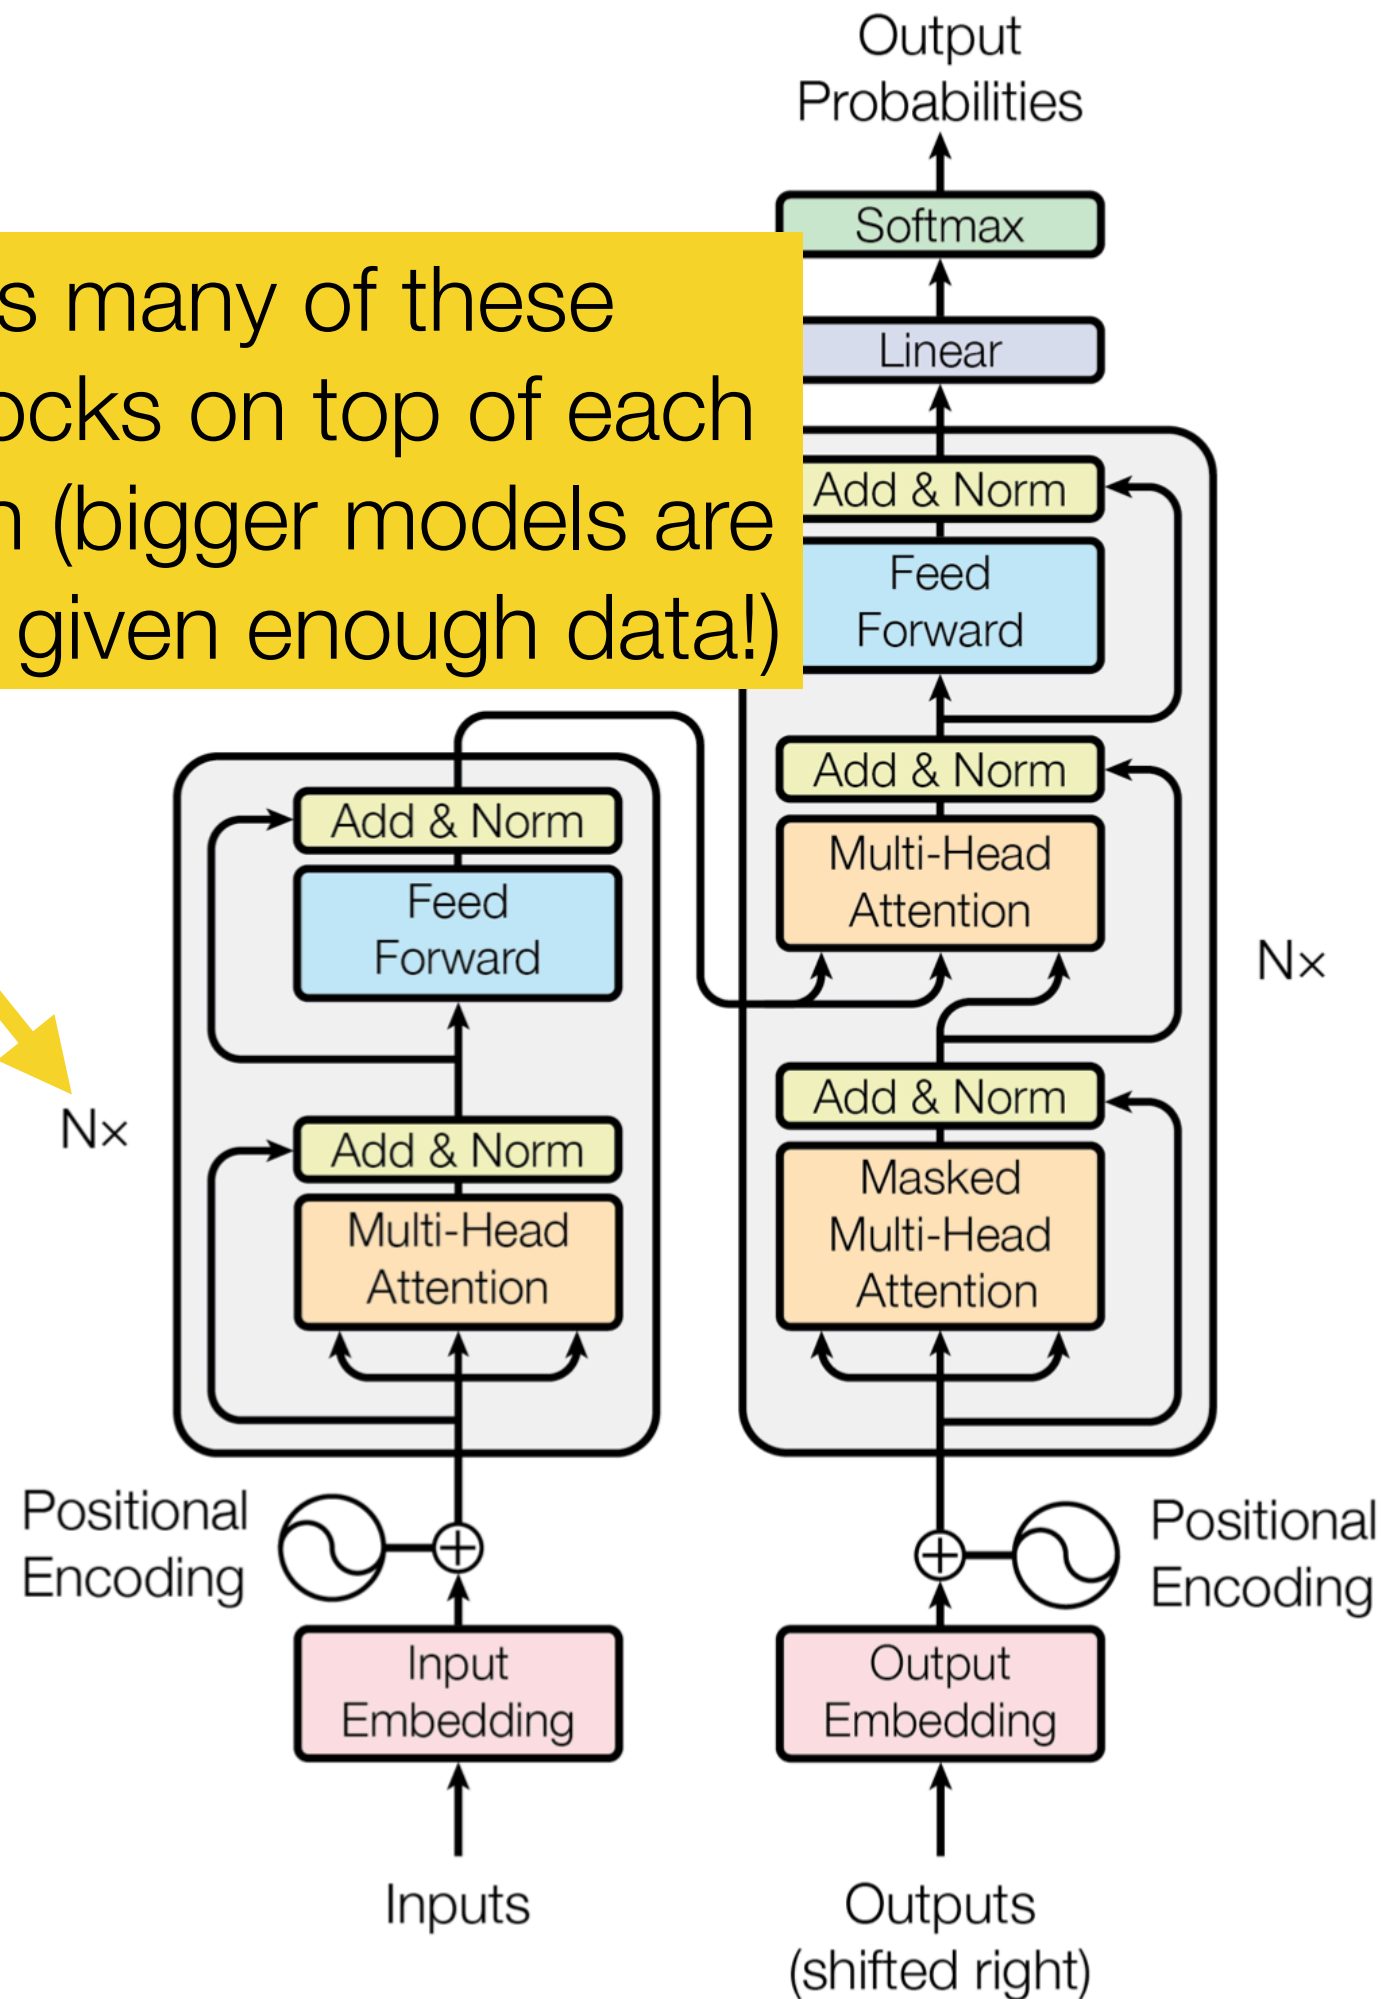 Output
Probabilities
Softmax
s many of these
ocks on top of each
(bigger models are
given enough data!)
Linear
Add & Norm
Feed
Forward
Add & Norm
Multi-Head
Attention
Nx
Add & Norm
Masked
Multi-Head
Attention
Add & Norm
Feed
Forward
Nx
Add & Norm
Multi-Head
Attention
Positional
Encoding
Positional
Encoding
Input
Embedding
Output
Embedding
Inputs
Outputs
(shifted right)